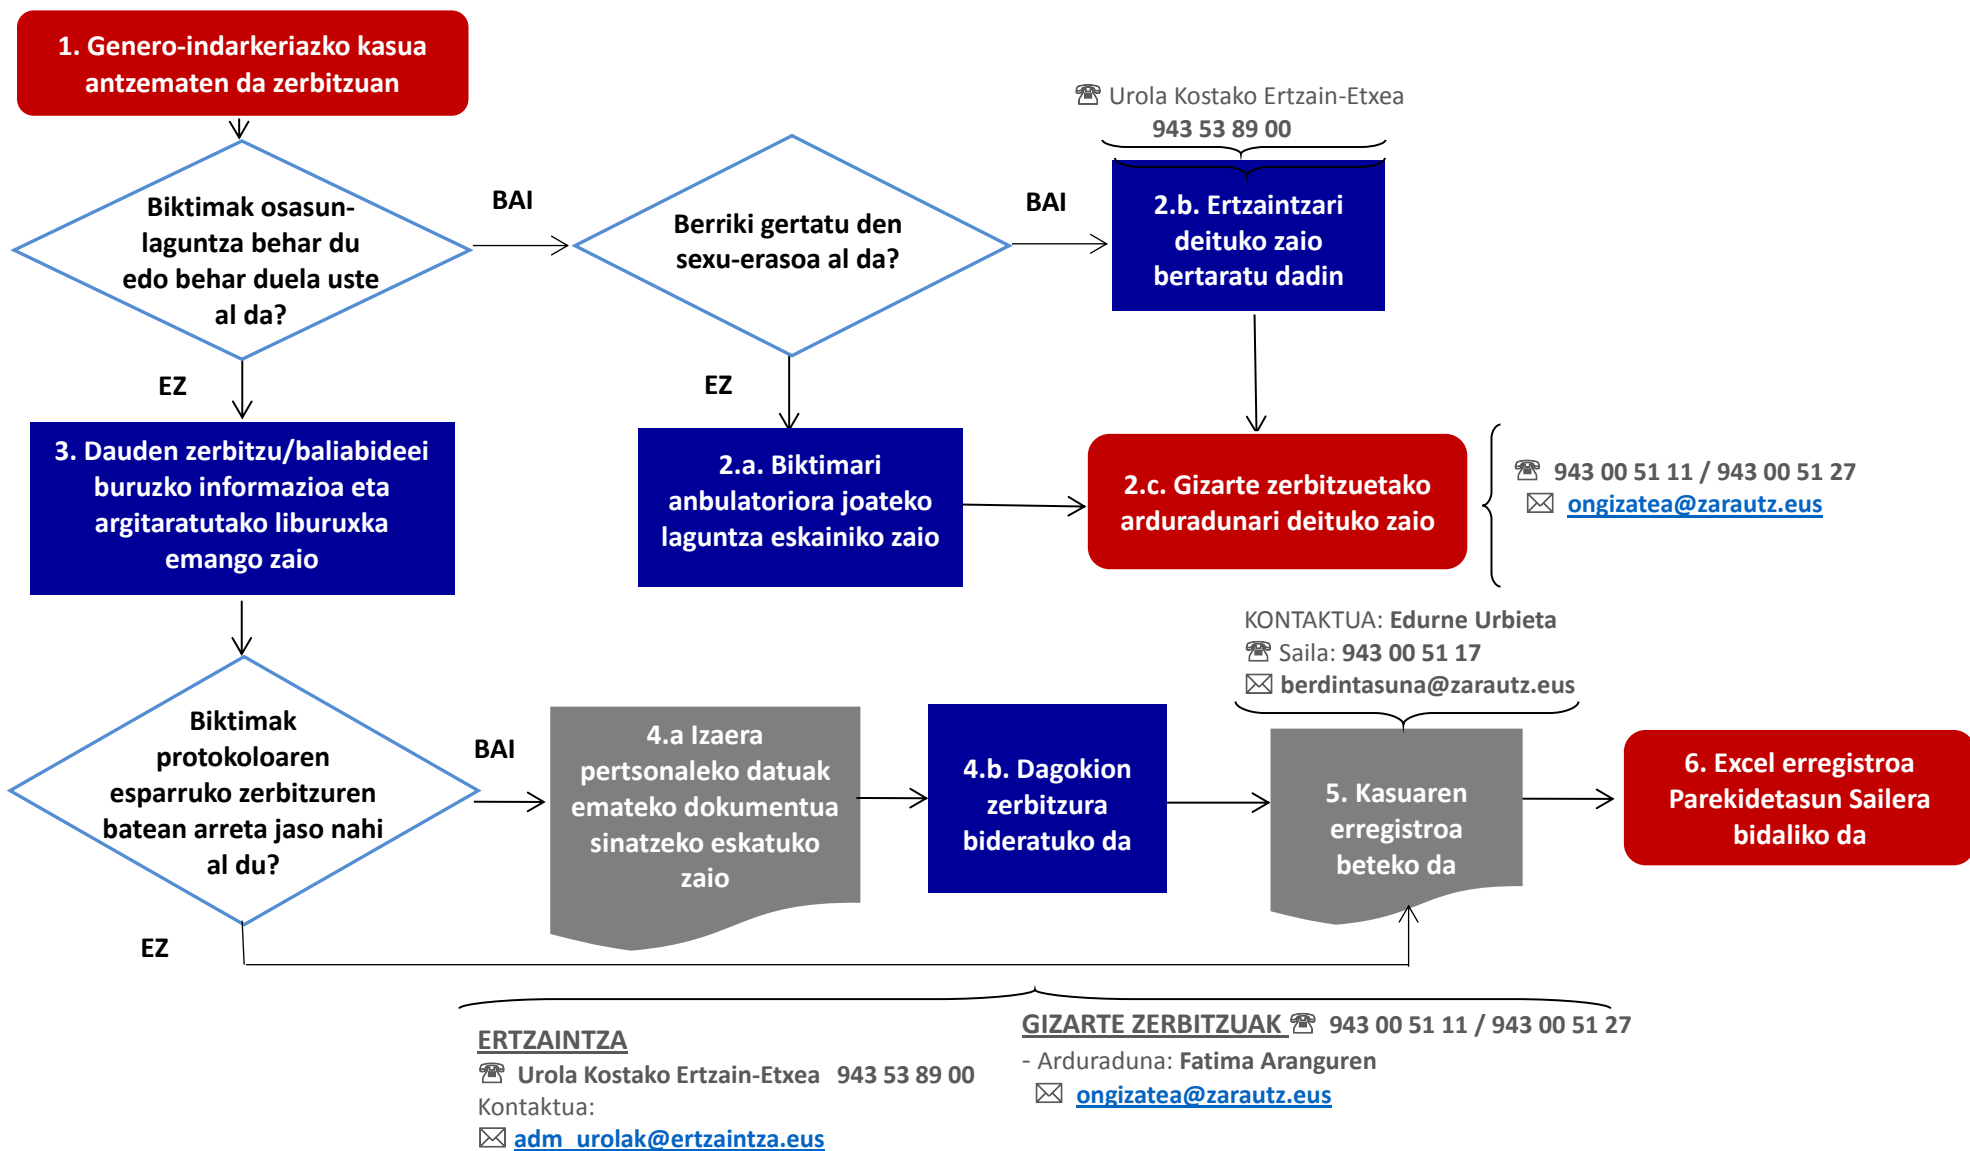 1. Genero-indarkeriazko kasua
antzematen da zerbitzuan
☎ Urola Kostako Ertzain-Etxea
943 53 89 00
Biktimak osasun-
laguntza behar du
edo behar duela uste
al da?
BAI
Berriki gertatu den
sexu-erasoa al da?
BAI
2.b. Ertzaintzari
deituko zaio
bertaratu dadin
EZ
EZ
3. Dauden zerbitzu/baliabideei
buruzko informazioa eta
argitaratutako liburuxka
emango zaio
2.a. Biktimari
anbulatoriora joateko
laguntza eskainiko zaio
2.c. Gizarte zerbitzuetako
arduradunari deituko zaio
☎ 943 00 51 11 / 943 00 51 27
✉ ongizatea@zarautz.eus
KONTAKTUA: Edurne Urbieta
☎ Saila: 943 00 51 17
✉ berdintasuna@zarautz.eus
Biktimak
protokoloaren
esparruko zerbitzuren
batean arreta jaso nahi
al du?
BAI
4.a Izaera
pertsonaleko datuak
emateko dokumentua
sinatzeko eskatuko
zaio
4.b. Dagokion
zerbitzura
bideratuko da
5. Kasuaren
erregistroa
beteko da
6. Excel erregistroa
Parekidetasun Sailera
bidaliko da
EZ
ERTZAINTZA
☎ Urola Kostako Ertzain-Etxea 943 53 89 00
Kontaktua:
✉ adm_urolak@ertzaintza.eus
GIZARTE ZERBITZUAK ☎ 943 00 51 11 / 943 00 51 27
- Arduraduna: Fatima Aranguren
✉ ongizatea@zarautz.eus